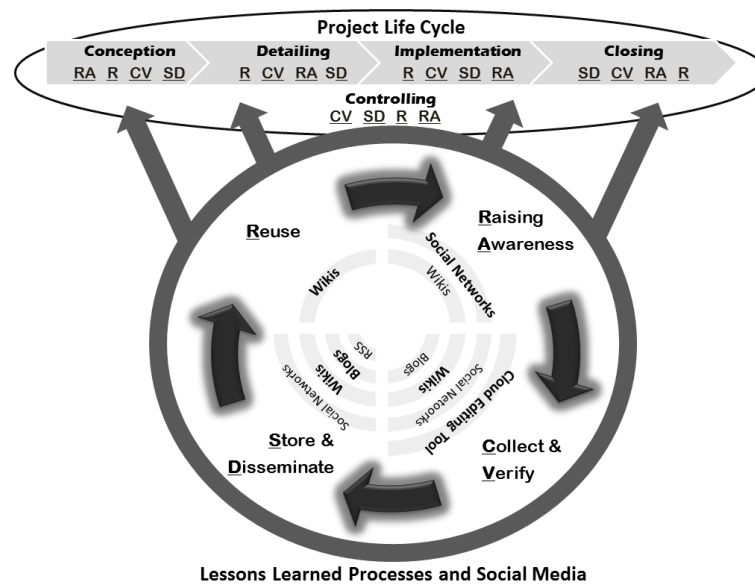 Project Life Cycle
Conception
RA R CV SD
Detailing
R CV RA SD
Implementation
R CV SD RA
Closing
SD CV RA R
Controlling
CV SD R RA
Reuse
Raising
Awareness
Wikis
Social Networks
Wikis
RSS
Blogs
Wikis
Social Networks
Blogs
Wikis
Social Netoorks
Cloud Editing Tool
Store &
Disseminate
Collect &
Verify
Lessons Learned Processes and Social Media